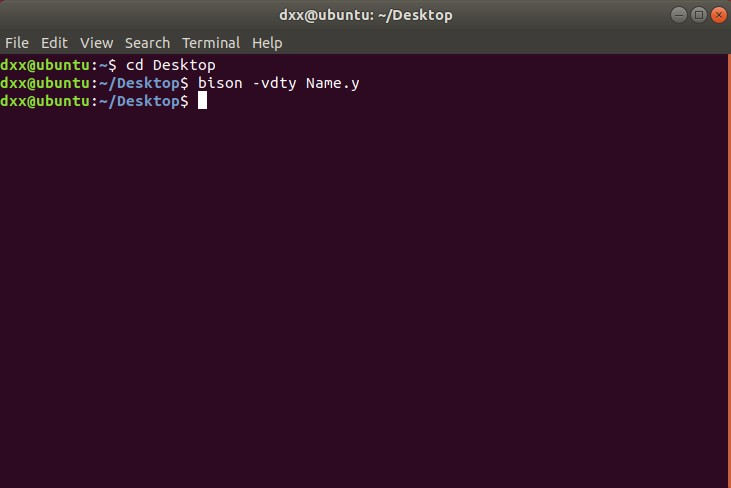 dxx@ubuntu: ~/Desktop
File Edit View Search Terminal Help
dxx@ubuntu:~$ cd Desktop
dxx@ubuntu:~/Desktop$ bison -vdty Name.y
dxx@ubuntu:~/Desktop$